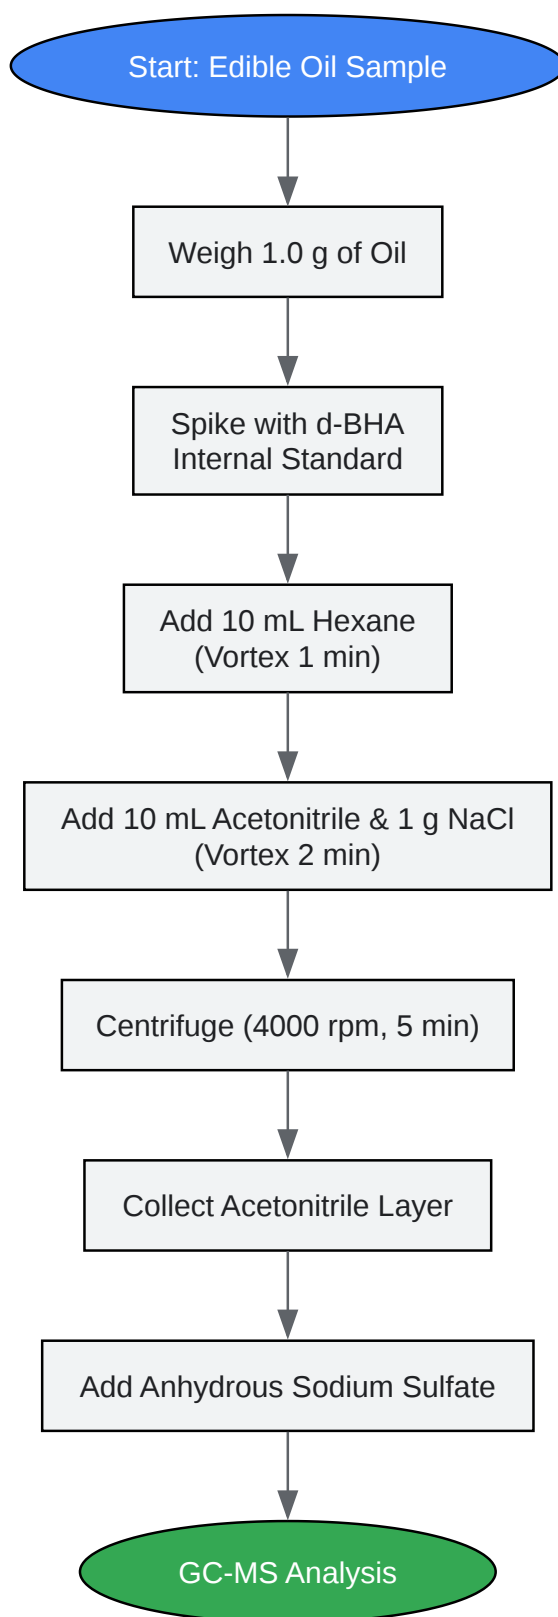 Start: Edible Oil Sample
Weigh 1.0 g of Oil
Spike with d-BHA
Internal Standard
Add 10 mL Hexane
(Vortex 1 min)
Add 10 mL Acetonitrile & 1 g NaCl
(Vortex 2 min)
Centrifuge (4000 rpm, 5 min)
Collect Acetonitrile Layer
Add Anhydrous Sodium Sulfate
GC-MS Analysis